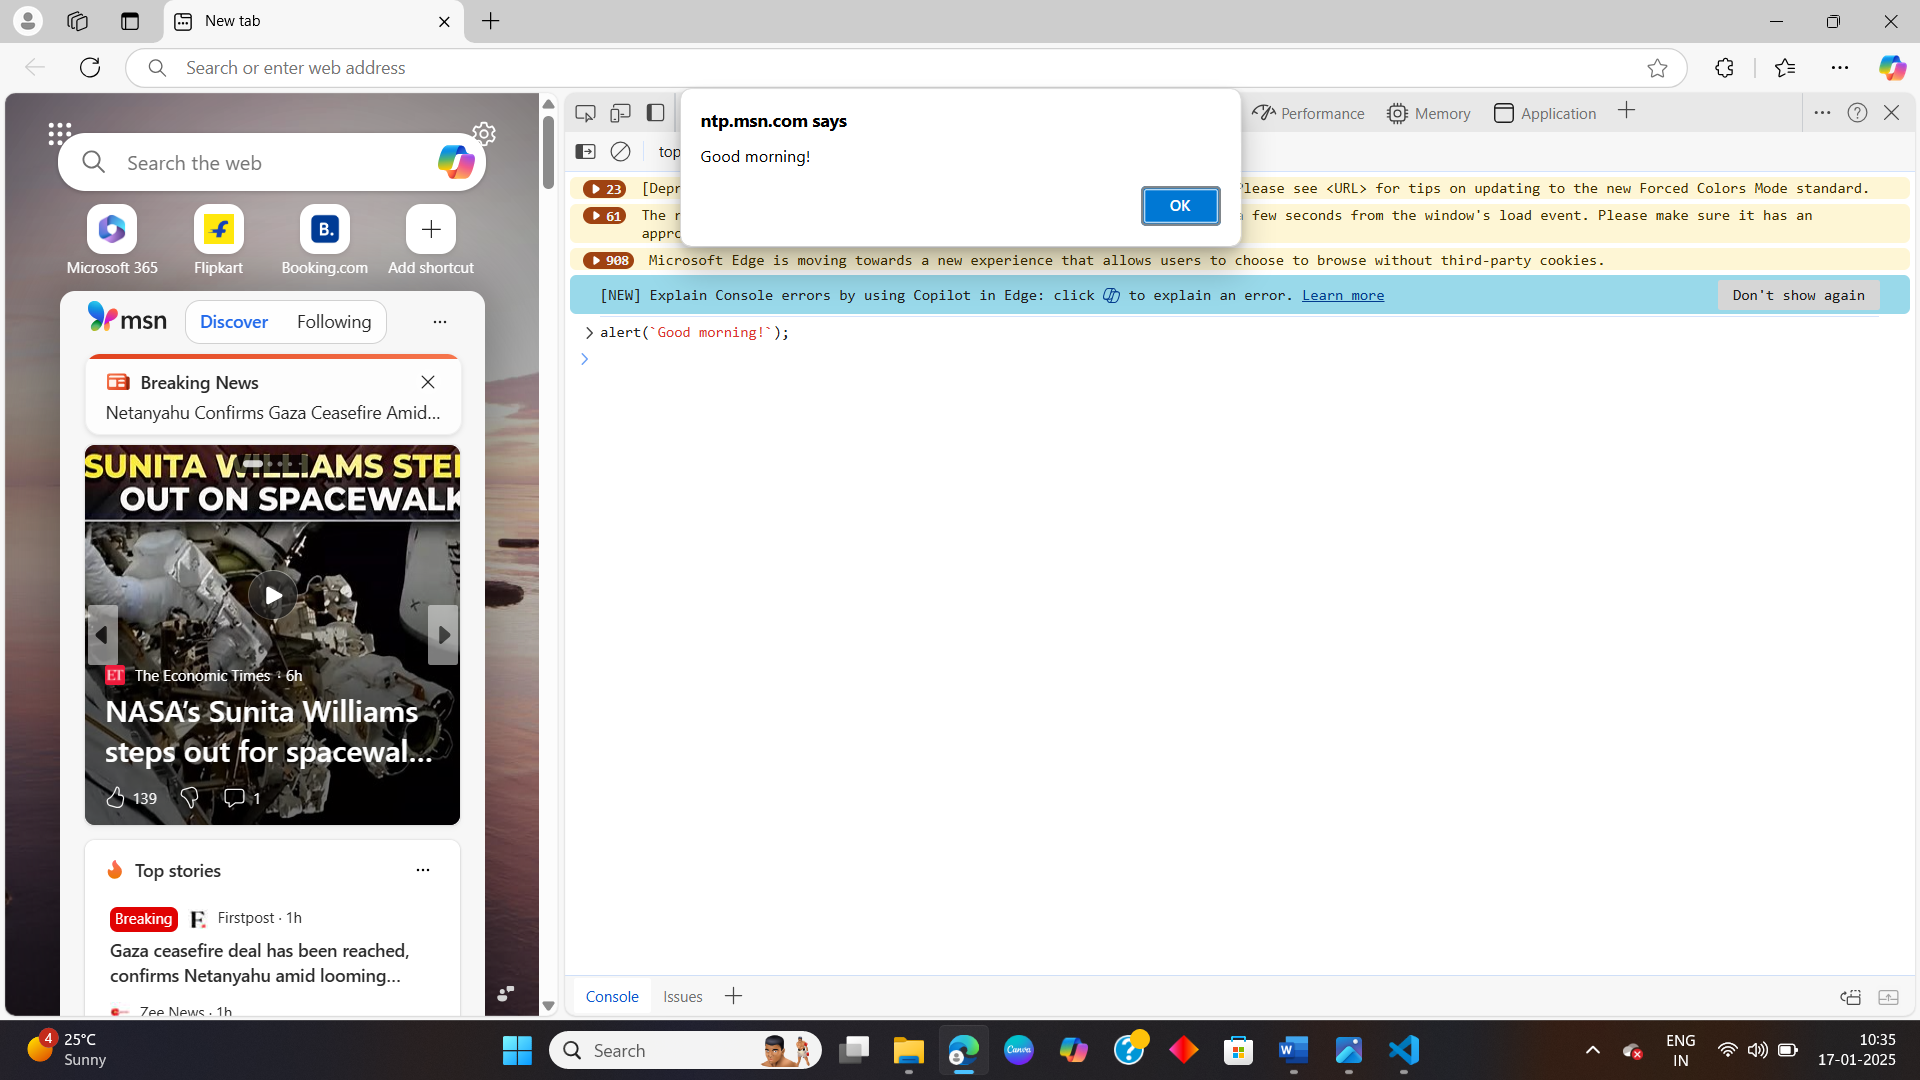 New tab
Search or enter web address
Search the web
Microsoft 365
Flipkart
B.
Booking.com
Add shortcut
msn
Discover
Following
Breaking News
Netanyahu Confirms Gaza Ceasefire Amid...
SUNITA WILLIAMS STE
OUT ON SPACEWALK
ET
The Economic Times · 6h
NASA’s Sunita Williams
steps out for spacewal...
139
1
Top stories
Breaking
F.
Firstpost · 1h
Gaza ceasefire deal has been reached,
confirms Netanyahu amid looming...
Zee News · 1h
ntp.msn.com says
Good morning!
OK
Performance
Memory
Application
top
23 [Depr
Please see <URL> for tips on updating to the new Forced Colors Mode standard.
61 The r
a few seconds from the window's load event. Please make sure it has an
appro
908 Microsoft Edge is moving towards a new experience that allows users to choose to browse without third-party cookies.
[NEW] Explain Console errors by using Copilot in Edge: click to explain an error. Learn more
Don't show again
> alert(`Good morning!`);
>
Console
Issues
4
25°C
Sunny
Search
Canva
W
ENG
IN
10:35
17-01-2025